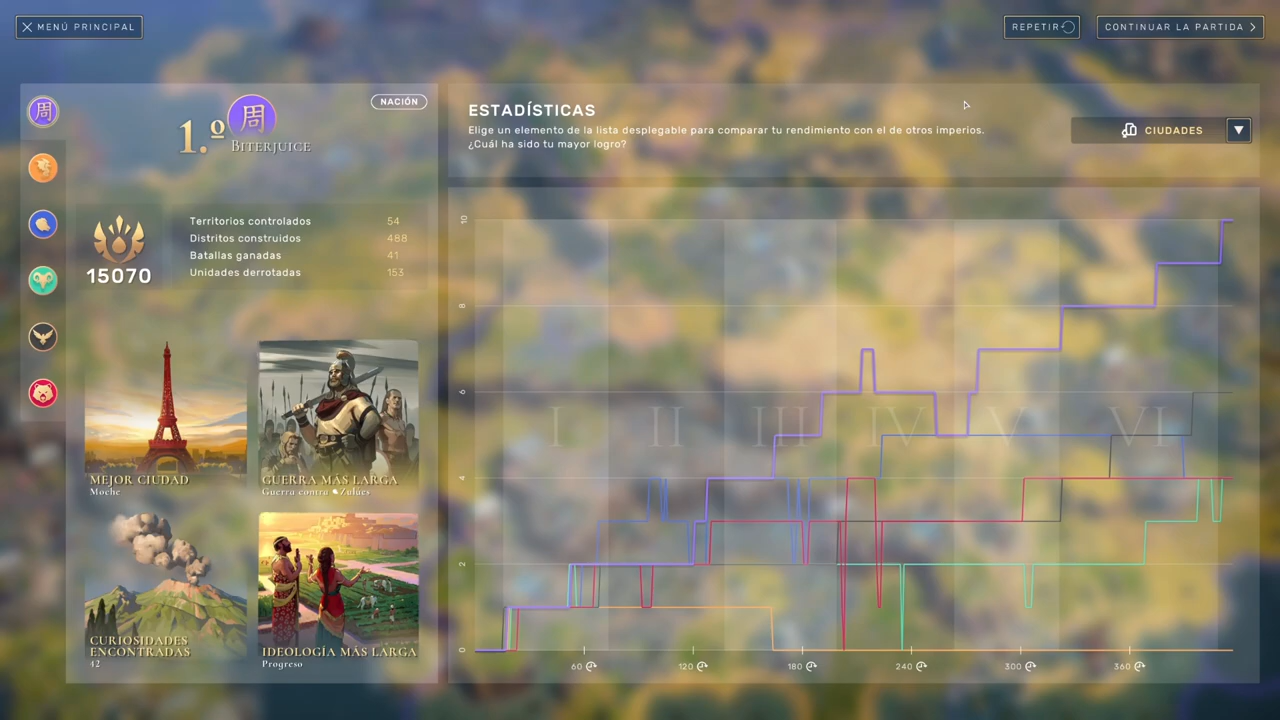 MENÚ PRINCIPAL
REPETIR
CONTINUAR LA PARTIDA
周
周
NACIÓN
1.º
BITERJUICE
15070
Territorios controlados 54
Distritos construidos 488
Batallas ganadas 41
Unidades derrotadas 153
MEJOR CIUDAD
Moche
GUERRA MÁS LARGA
Guerra contra Zulúes
CURIOSIDADES
ENCONTRADAS
42
IDEOLOGÍA MÁS LARGA
Progreso
ESTADÍSTICAS
Elige un elemento de la lista desplegable para comparar tu rendimiento con el de otros imperios.
¿Cuál ha sido tu mayor logro?
CIUDADES
10
8
6
4
2
0
I II III IV V VI
60 120 180 240 300 360